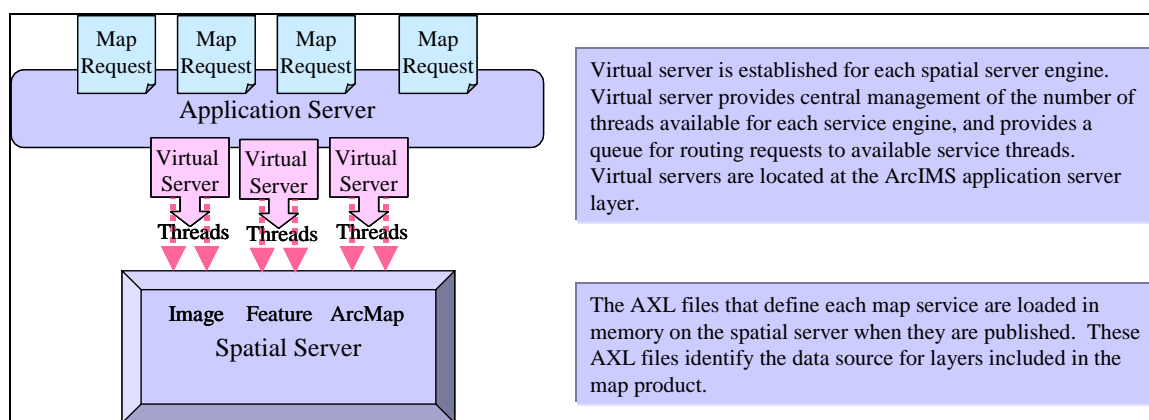 Map
Request
Map
Request
Map
Request
Map
Request
Application Server
Virtual
Server
Virtual
Server
Virtual
Server
Threads
Threads
Threads
Image Feature ArcMap
Spatial Server
Virtual server is established for each spatial server engine.
Virtual server provides central management of the number of
threads available for each service engine, and provides a
queue for routing requests to available service threads.
Virtual servers are located at the ArcIMS application server
layer.
The AXL files that define each map service are loaded in
memory on the spatial server when they are published. These
AXL files identify the data source for layers included in the
map product.